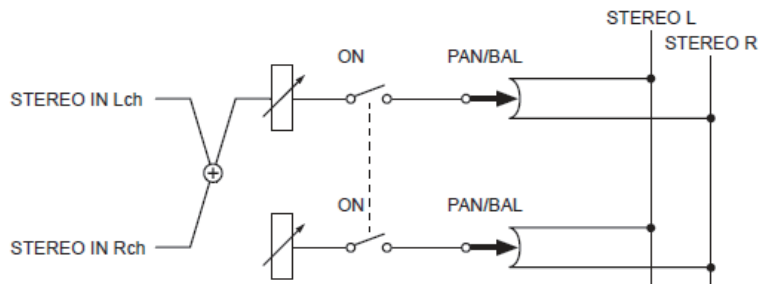 STEREO L
STEREO R
ON
PAN/BAL
STEREO IN Lch
ON
PAN/BAL
STEREO IN Rch